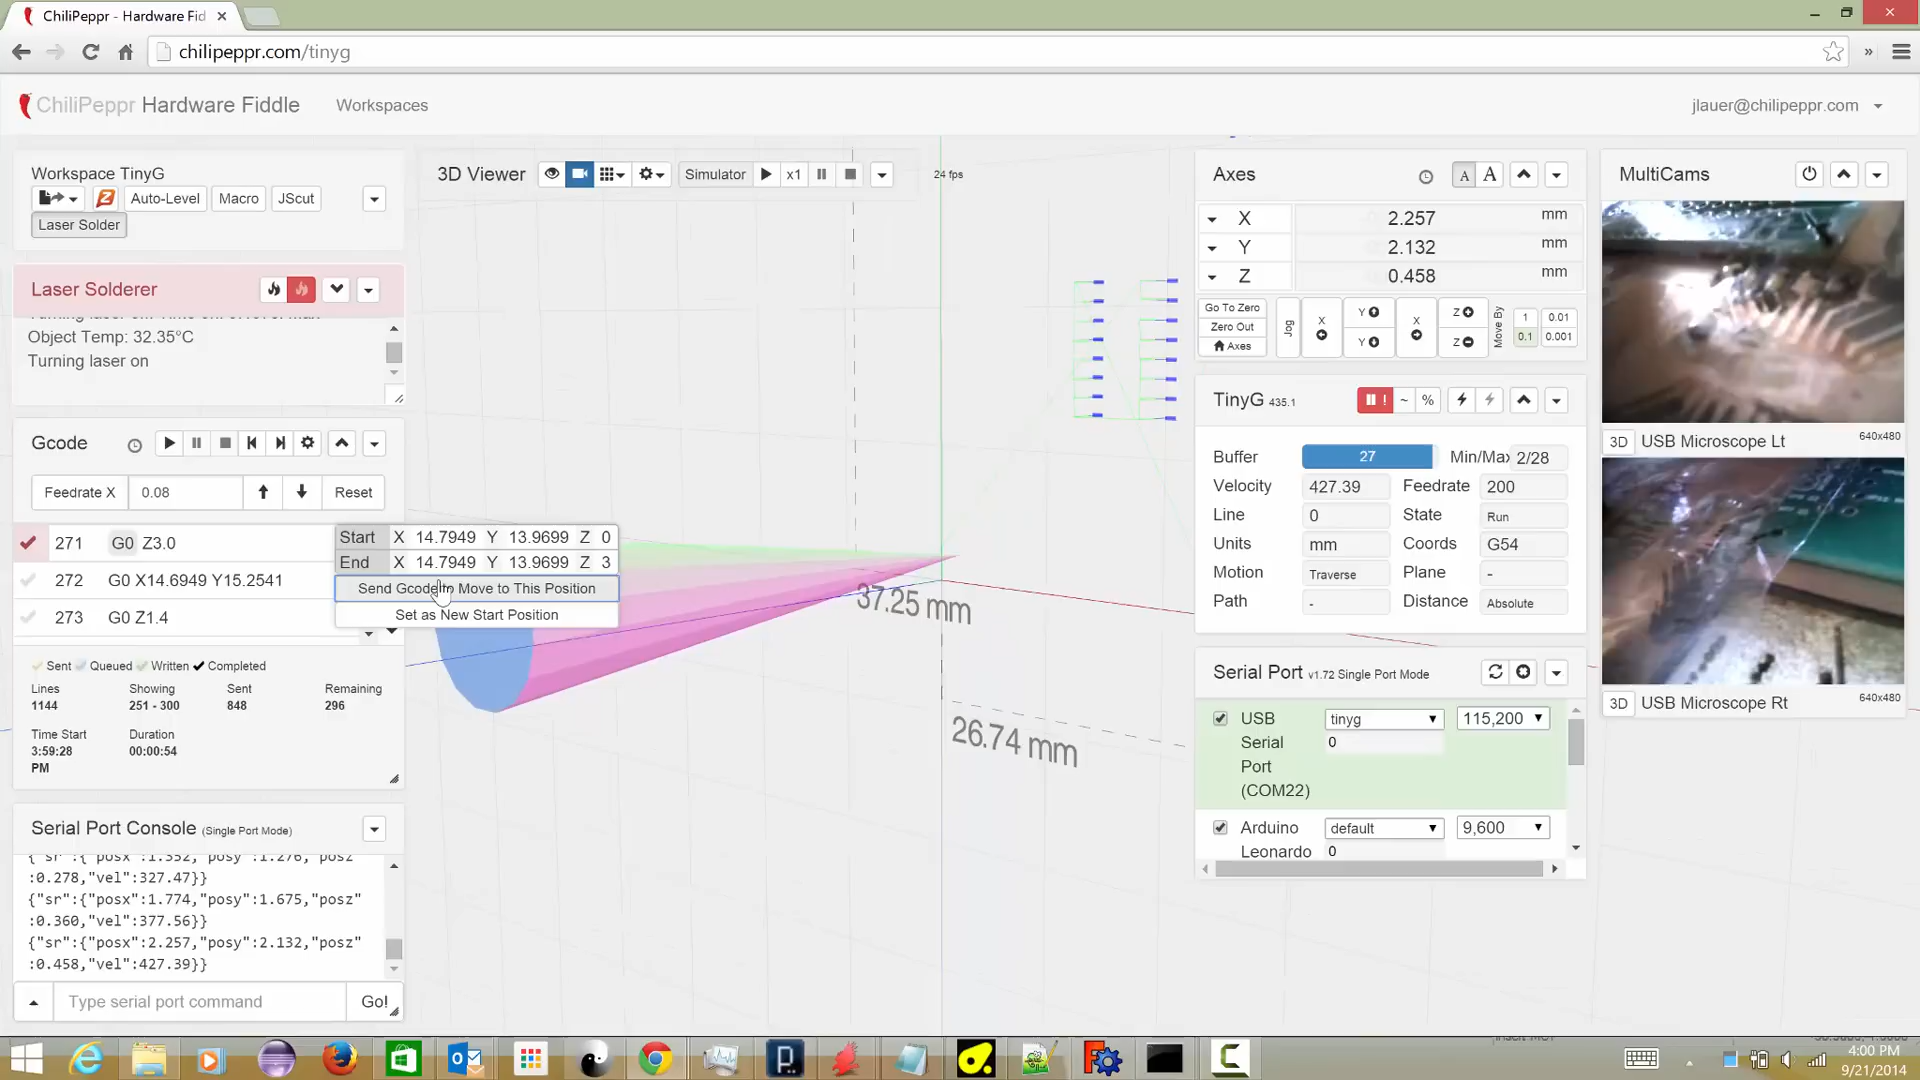 ChiliPeppr - Hardware Fid
chilipeppr.com/tinyg
ChiliPeppr Hardware Fiddle
Workspaces
jlauer@chilipeppr.com
Workspace TinyG
Auto-Level
Macro
JScut
Laser Solder
Laser Solderer
Object Temp: 32.35°C
Turning laser on
Gcode
Feedrate X
0.08
Reset
271 G0 Z3.0
272 G0 X14.6949 Y15.2541
273 G0 Z1.4
Start X 14.7949 Y 13.9699 Z 0
End X 14.7949 Y 13.9699 Z 3
Send Gcode to Move to This Position
Set as New Start Position
Sent Queued Written Completed
Lines Showing Sent Remaining
1144 251 - 300 848 296
Time Start Duration
3:59:28 00:00:54
PM
Serial Port Console (Single Port Mode)
{"sr":{"posx":1.352,"posy":1.276,"posz"
:0.278,"vel":327.47}}
{"sr":{"posx":1.774,"posy":1.675,"posz"
:0.360,"vel":377.56}}
{"sr":{"posx":2.257,"posy":2.132,"posz"
:0.458,"vel":427.39}}
Type serial port command
Go!
3D Viewer
Simulator
x1
24 fps
37.25 mm
26.74 mm
Axes
A A
X 2.257 mm
Y 2.132 mm
Z 0.458 mm
Go To Zero
Zero Out
Axes
Jog
X
Y
Y
X
Z
Z
Move By
1 0.01
0.1 0.001
TinyG 435.1
! ~ %
Buffer 27 Min/Max 2/28
Velocity 427.39 Feedrate 200
Line 0 State Run
Units mm Coords G54
Motion Traverse Plane -
Path - Distance Absolute
Serial Port v1.72 Single Port Mode
USB tinyg 115,200
Serial 0
Port
(COM22)
Arduino default 9,600
Leonardo 0
MultiCams
3D USB Microscope Lt 640x480
3D USB Microscope Rt 640x480
4:00 PM
9/21/2014